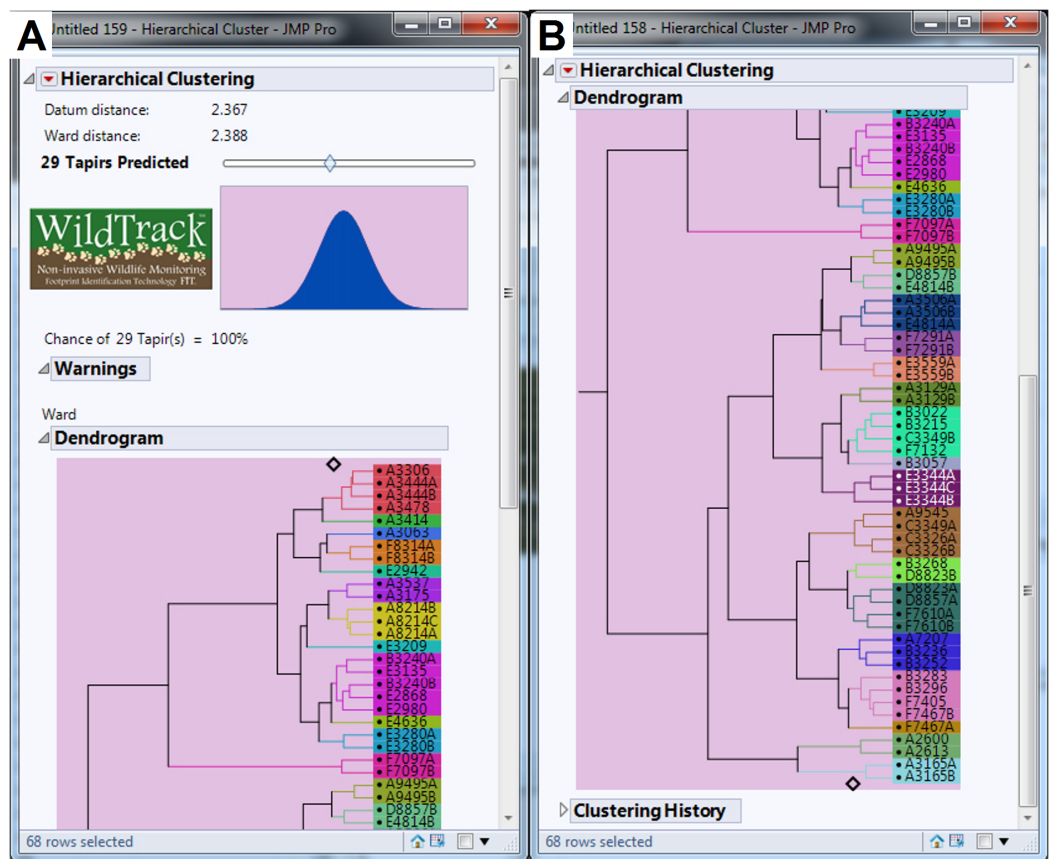 A
Untitled 159 - Hierarchical Cluster - JMP Pro
Hierarchical Clustering
Datum distance: 2.367
Ward distance: 2.388
29 Tapirs Predicted
WildTrack
Non-invasive Wildlife Monitoring
Footprint Identification Technology FIT.
Chance of 29 Tapir(s) = 100%
Warnings
Ward
Dendrogram
A3306
A3444A
A3444B
A3478
A3414
A3063
F8314A
F8314B
E2942
A3537
A3175
A8214B
A8214C
A8214A
E3209
B3240A
E3135
B3240B
E2868
E2980
E4636
E3280A
E3280B
F7097A
F7097B
A9495A
A9495B
D8857B
E4814B
68 rows selected
B
Untitled 158 - Hierarchical Cluster - JMP Pro
Hierarchical Clustering
Dendrogram
E3209
B3240A
E3135
B3240B
E2868
E2980
E4636
E3280A
E3280B
F7097A
F7097B
A9495A
A9495B
D8857B
E4814B
A3506A
A3506B
E4814A
F7291A
F7291B
E3559A
E3559B
A3129A
A3129B
B3022
B3215
C3349B
F7132
B3057
E3344A
E3344C
E3344B
A9545
C3349A
C3326A
C3326B
B3268
D8823B
D8823A
D8857A
F7610A
F7610B
A7207
B3236
B3252
B3283
B3296
F7405
F7467B
F7467A
A2600
A2613
A3165A
A3165B
Clustering History
68 rows selected